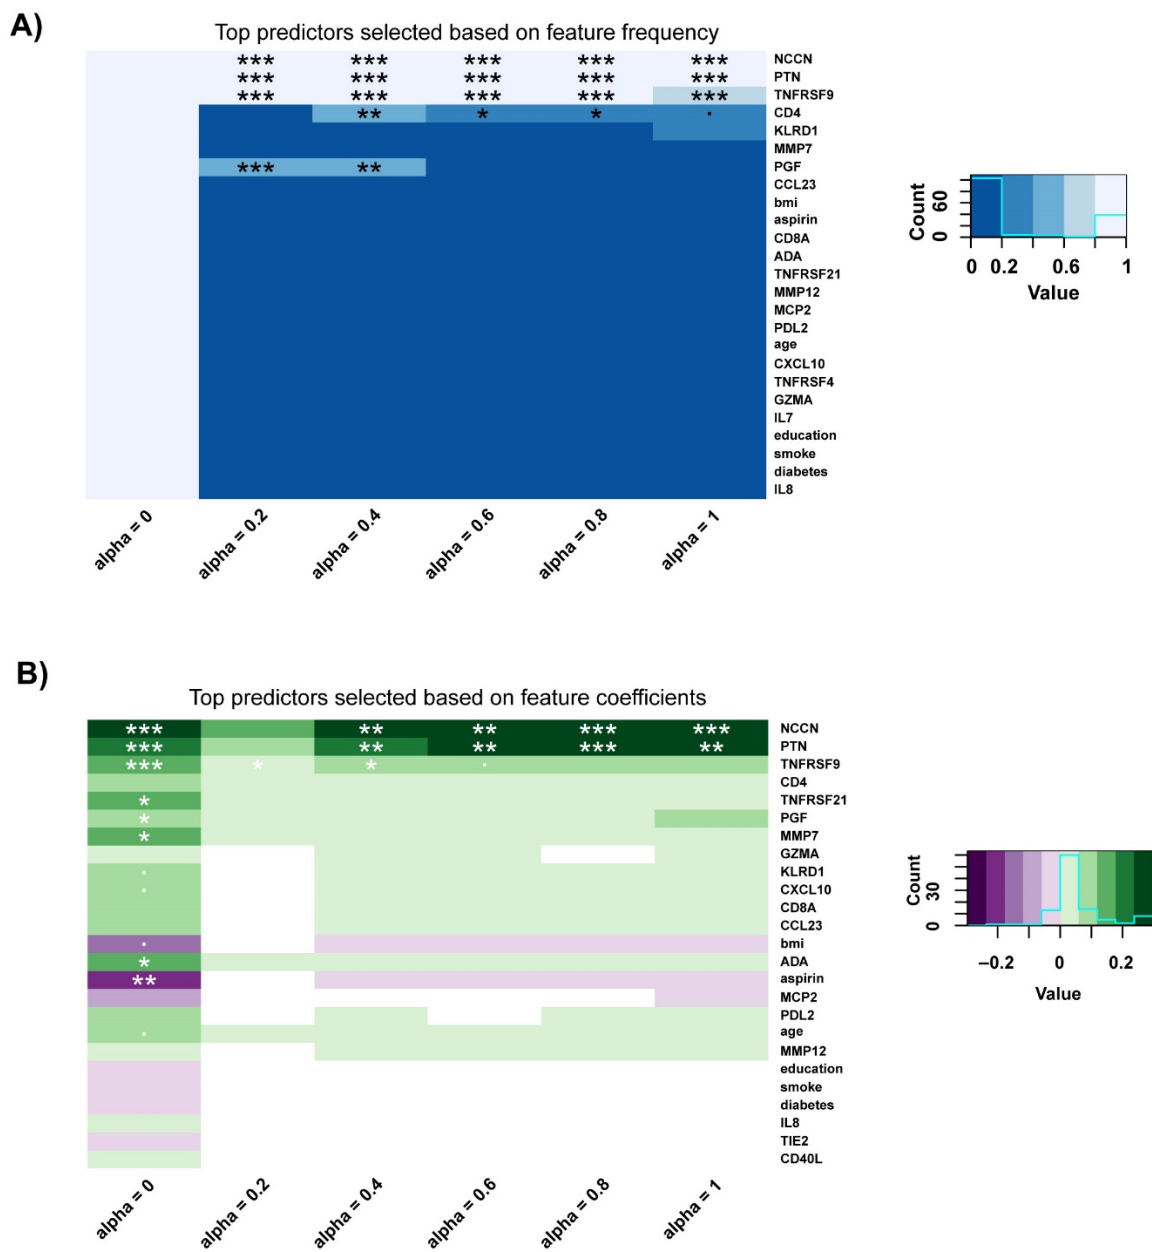 A)
Top predictors selected based on feature frequency
*** *** *** *** *** NCCN
*** *** *** *** *** PTN
*** *** *** *** *** TNFRSF9
** * * . CD4
KLRD1
MMP7
*** ** PGF
CCL23
bmi
aspirin
CD8A
ADA
TNFRSF21
MMP12
MCP2
PDL2
age
CXCL10
TNFRSF4
GZMA
IL7
education
smoke
diabetes
IL8
alpha = 0 alpha = 0.2 alpha = 0.4 alpha = 0.6 alpha = 0.8 alpha = 1
Count
0 60
0 0.2 0.6 1
Value
B)
Top predictors selected based on feature coefficients
*** ** ** *** *** NCCN
*** ** ** *** ** PTN
*** * * . TNFRSF9
CD4
* TNFRSF21
* PGF
* MMP7
GZMA
. KLRD1
. CXCL10
CD8A
CCL23
. bmi
* ADA
** aspirin
MCP2
PDL2
. age
MMP12
education
smoke
diabetes
IL8
TIE2
CD40L
alpha = 0 alpha = 0.2 alpha = 0.4 alpha = 0.6 alpha = 0.8 alpha = 1
Count
0 30
−0.2 0 0.2
Value